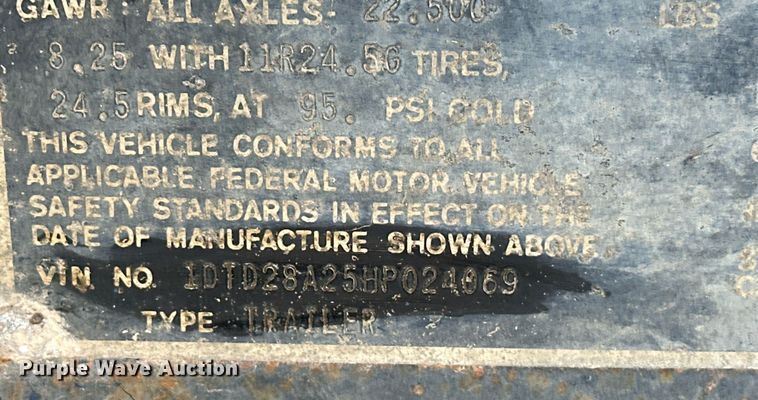 GAWR: ALL AXLES- 22.500 LBS
8.25 WITH 11R24.5G TIRES,
24.5 RIMS, AT 95. PSI COLD
THIS VEHICLE CONFORMS TO ALL
APPLICABLE FEDERAL MOTOR VEHICLE
SAFETY STANDARDS IN EFFECT ON THE
DATE OF MANUFACTURE SHOWN ABOVE
VIN NO. 1DTD28A25HP024069
TYPE TRAILER
Purple Wave Auction